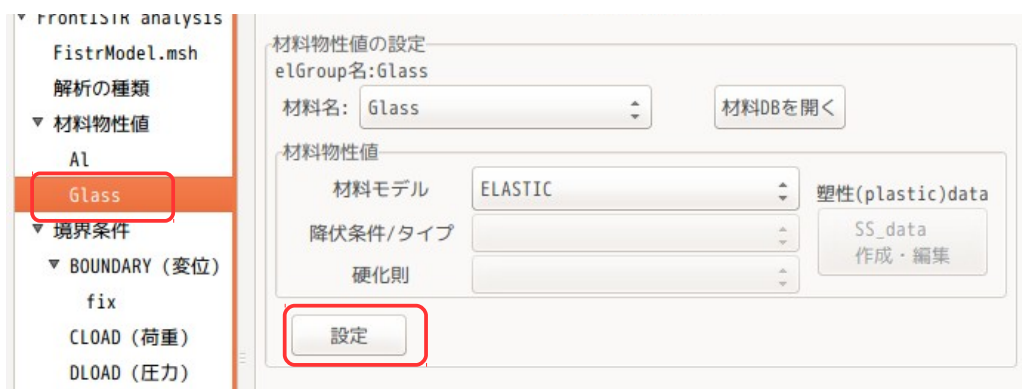 ▼ FrontISTR analysis
FistrModel.msh
解析の種類
▼ 材料物性値
Al
Glass
▼ 境界条件
▼ BOUNDARY (変位)
fix
CLOAD (荷重)
DLOAD (圧力)
材料物性値の設定
elGroup名:Glass
材料名: Glass 材料DBを開く
材料物性値
材料モデル ELASTIC
塑性(plastic)data
降伏条件/タイプ
SS_data
作成・編集
硬化則
設定